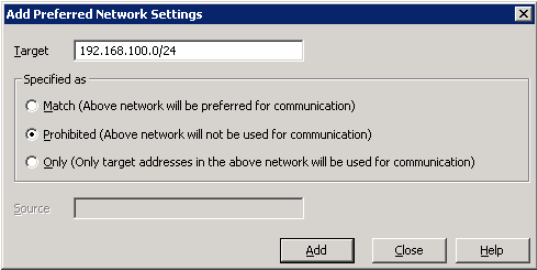 Add Preferred Network Settings
Target 192.168.100.0/24
Specified as
Match (Above network will be preferred for communication)
Prohibited (Above network will not be used for communication)
Only (Only target addresses in the above network will be used for communication)
Source
Add Close Help